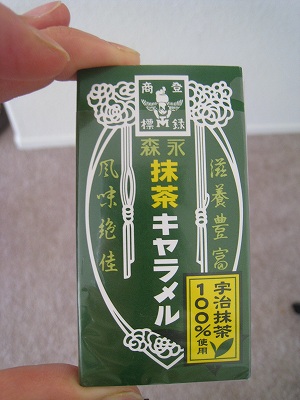 登録
商標
森永
抹茶キャラメル
滋養豊富
風味絶佳
宇治抹茶
100%使用